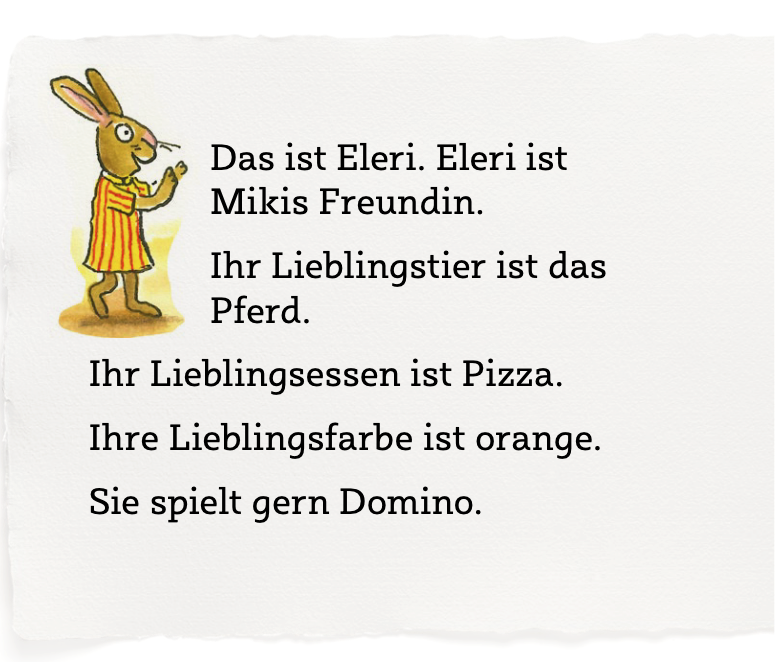 Das ist Eleri. Eleri ist
Mikis Freundin.
Ihr Lieblingstier ist das
Pferd.
Ihr Lieblingsessen ist Pizza.
Ihre Lieblingsfarbe ist orange.
Sie spielt gern Domino.